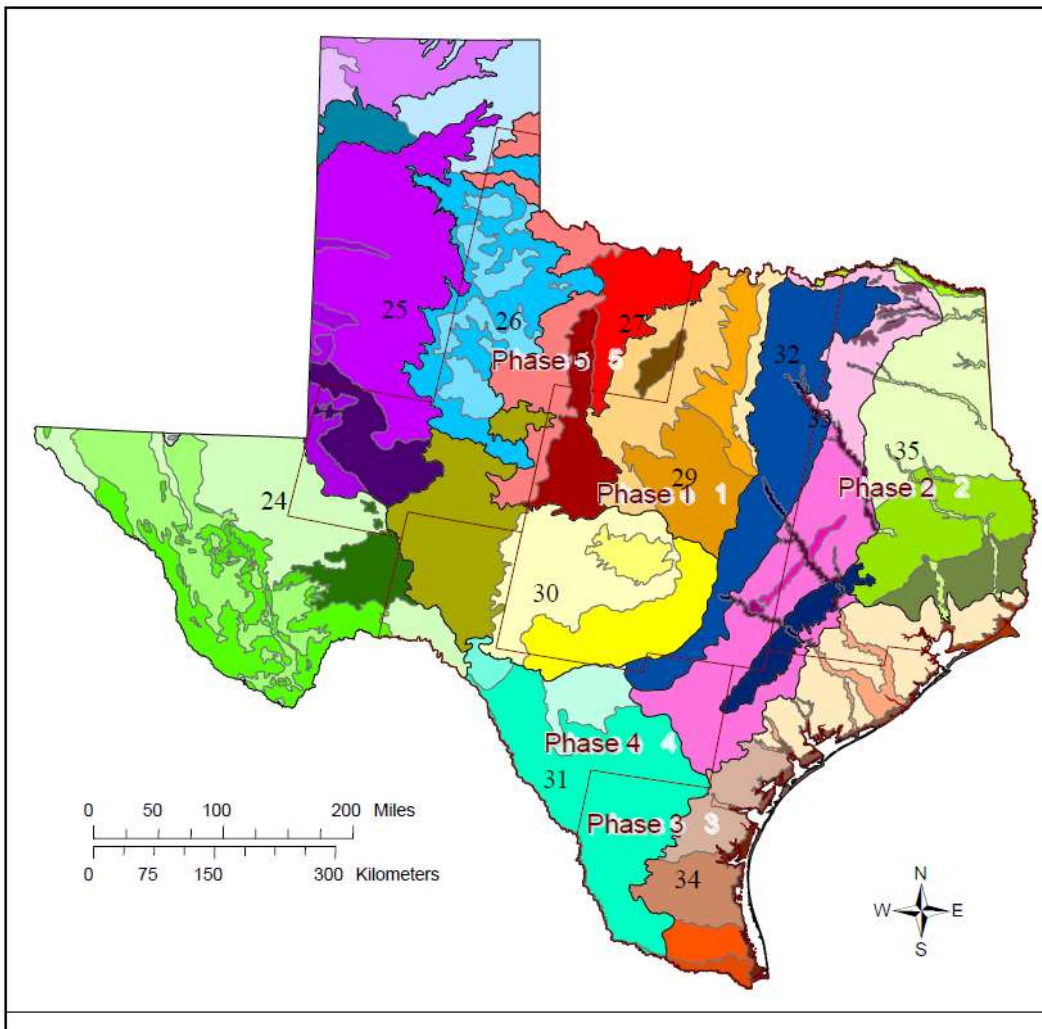 25
26
27
32
Phase 5 5
33
35
24
29
Phase 1 1
Phase 2 2
30
Phase 4 4
31
Phase 3 3
34
0 50 100 200 Miles
0 75 150 300 Kilometers
N
W E
S